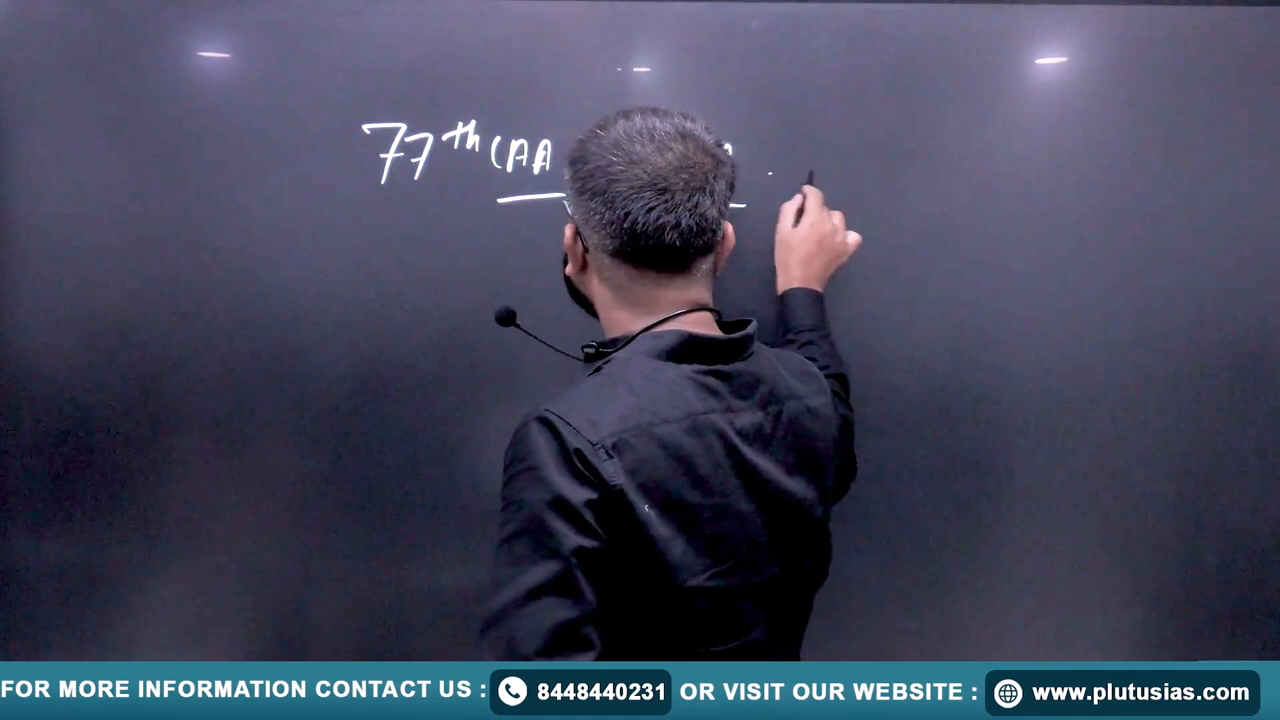 77th CAA
FOR MORE INFORMATION CONTACT US : 8448440231 OR VISIT OUR WEBSITE : www.plutusias.com